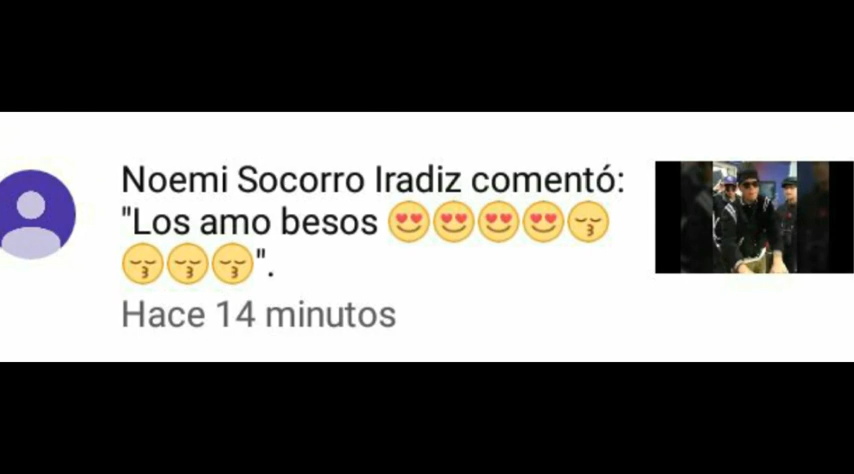 Noemi Socorro Iradiz comentó:
"Los amo besos 😍😍😍😍😚
😚😚😚".
Hace 14 minutos